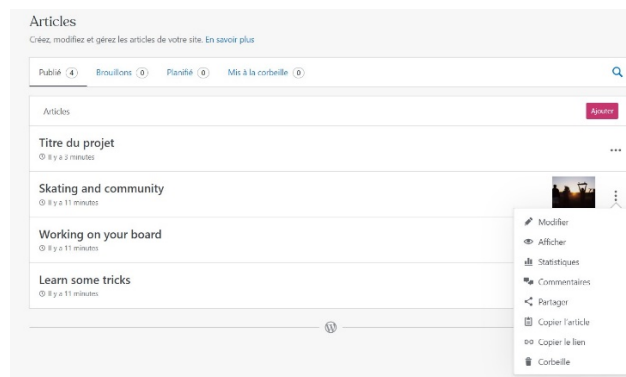 Articles
Créez, modifiez et gérez les articles de votre site. En savoir plus
Publié 4 Brouillons 0 Planifié 0 Mis à la corbeille 0
Articles Ajouter
Titre du projet
Il y a 3 minutes
Skating and community
Il y a 11 minutes
Working on your board
Il y a 11 minutes
Learn some tricks
Il y a 11 minutes
Modifier
Afficher
Statistiques
Commentaires
Partager
Copier l'article
Copier le lien
Corbeille